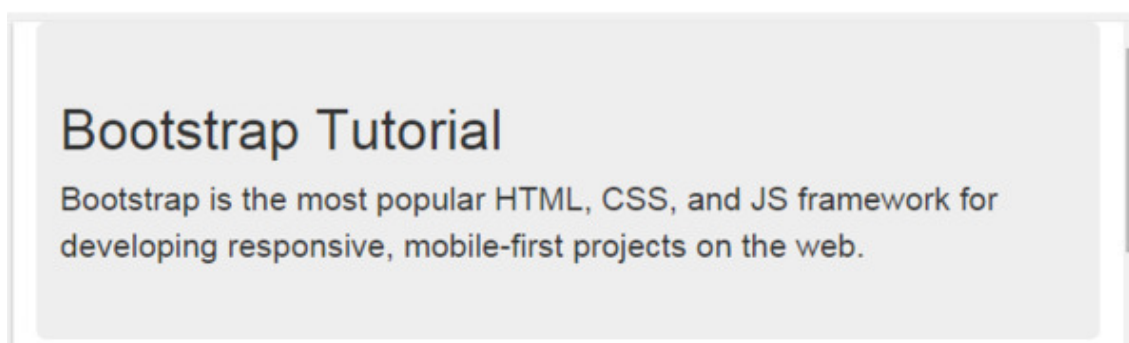 Bootstrap Tutorial
Bootstrap is the most popular HTML, CSS, and JS framework for
developing responsive, mobile-first projects on the web.